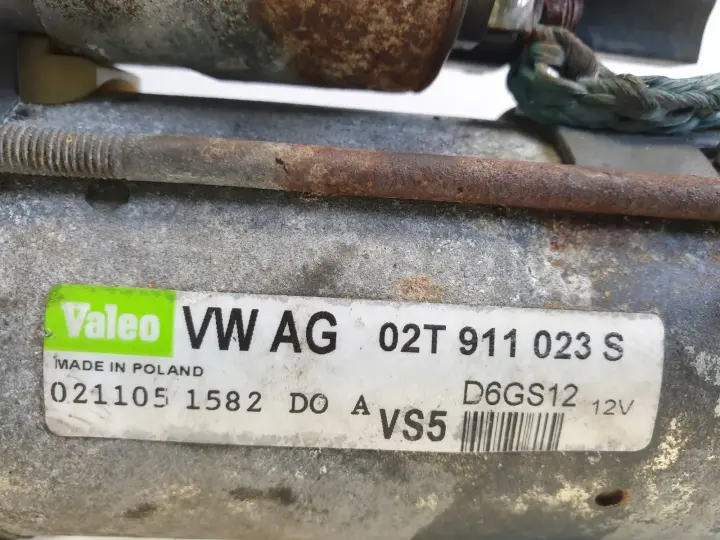 Valeo VW AG 02T 911 023 S
MADE IN POLAND
021105 1582 DO A VS5 D6GS12 12V